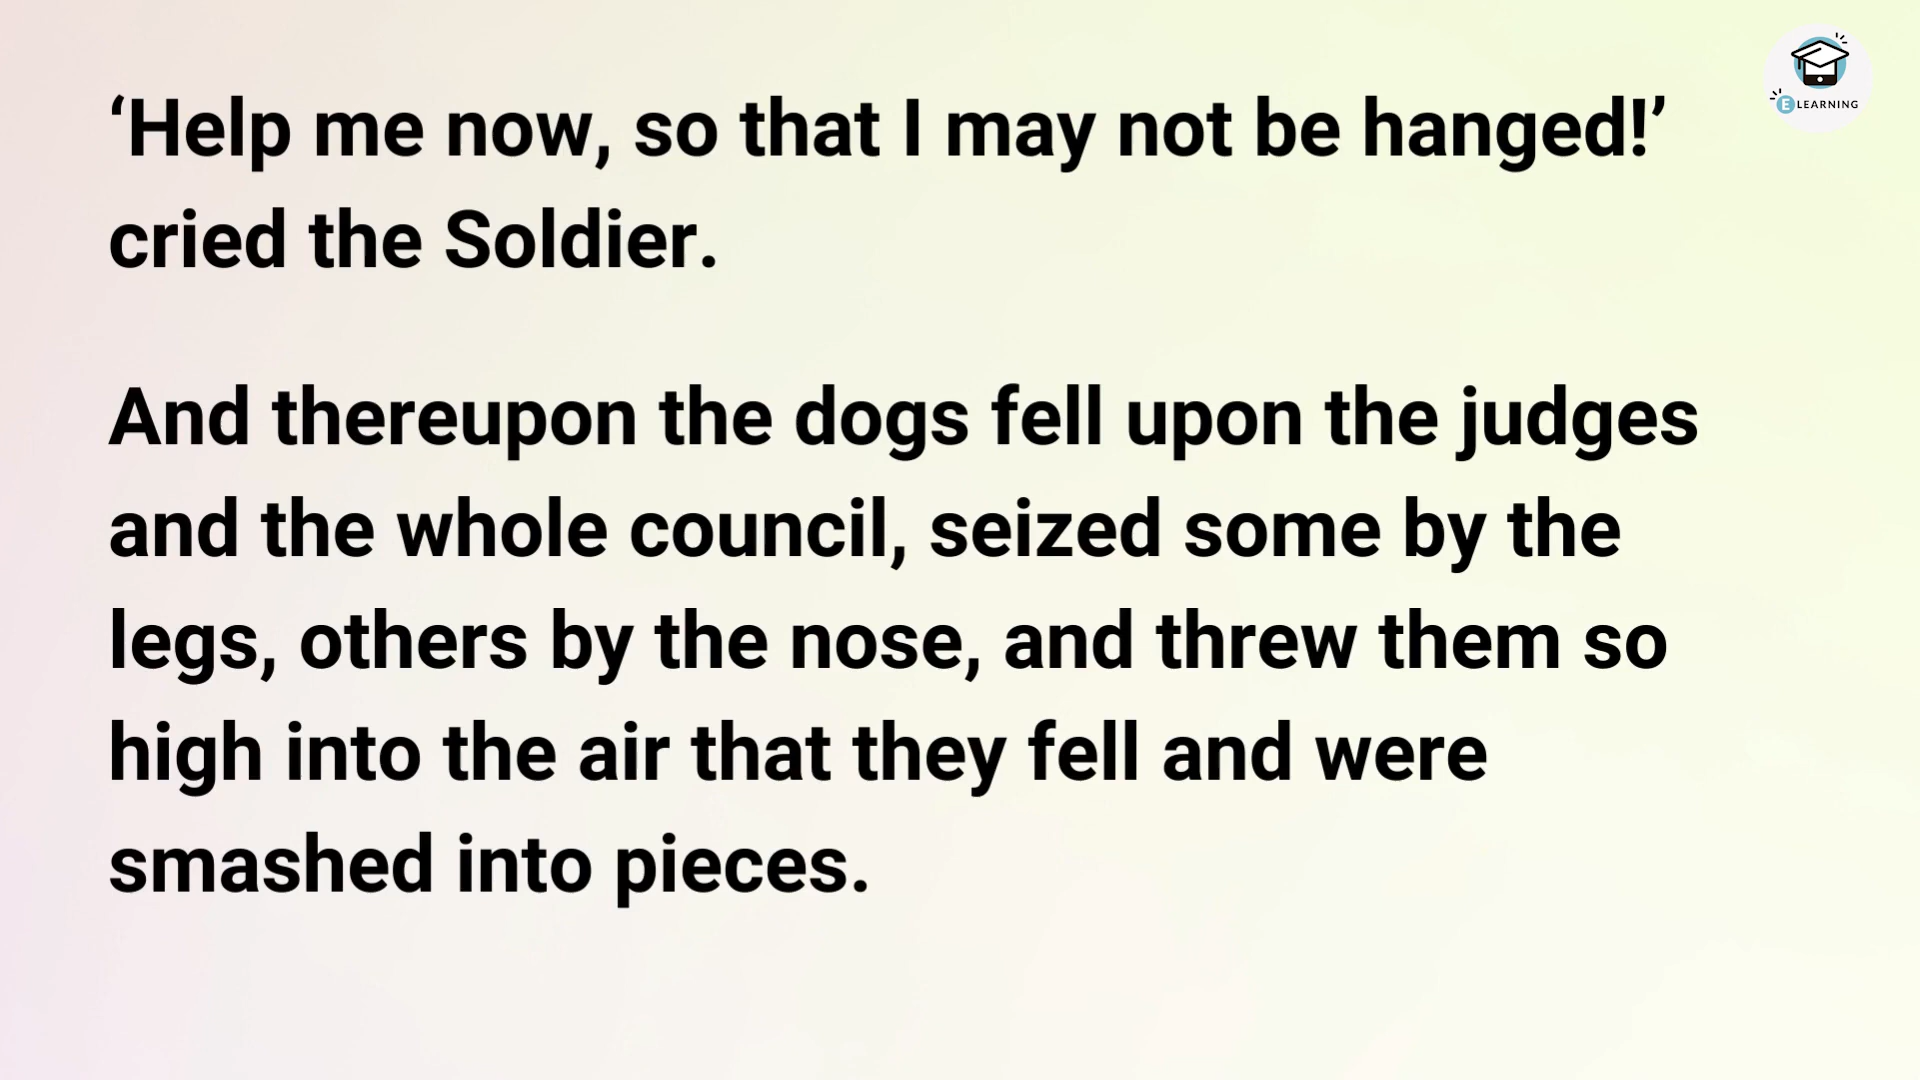 ‘Help me now, so that I may not be hanged!’
cried the Soldier.
And thereupon the dogs fell upon the judges
and the whole council, seized some by the
legs, others by the nose, and threw them so
high into the air that they fell and were
smashed into pieces.
E LEARNING